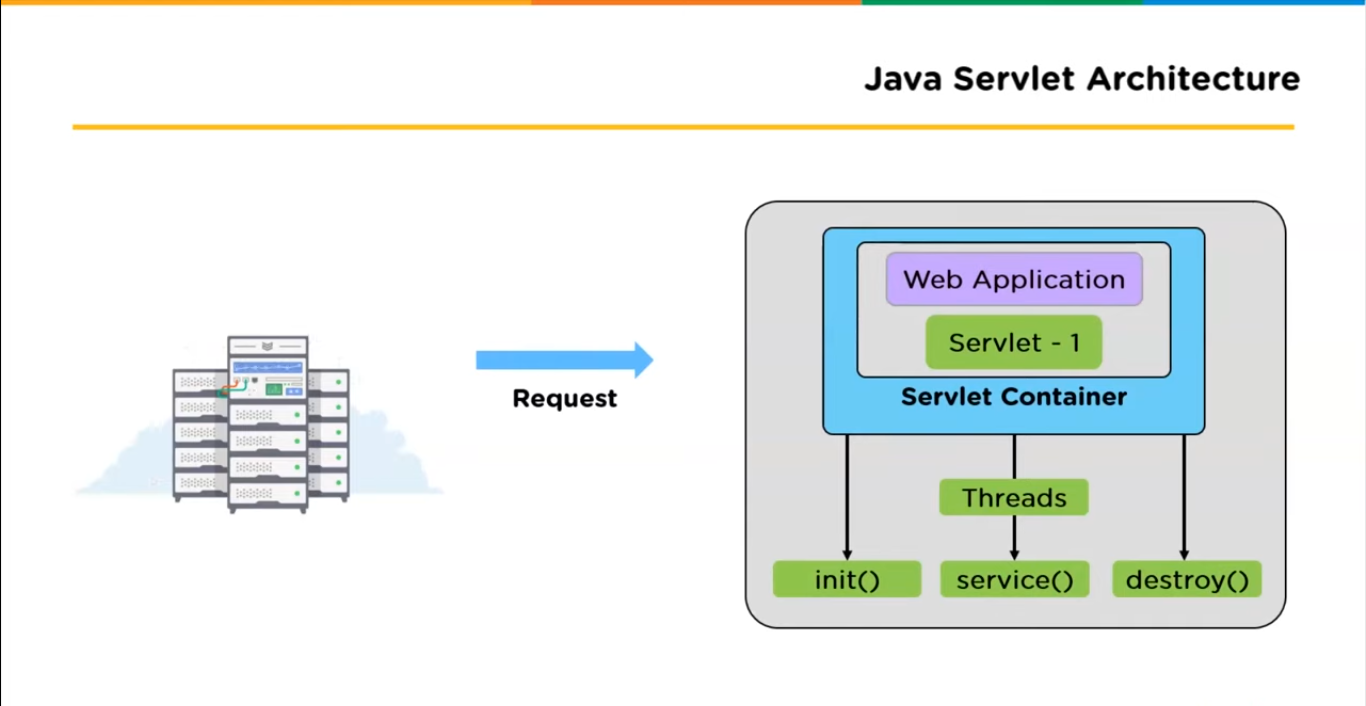 Java Servlet Architecture
Request
Web Application
Servlet - 1
Servlet Container
Threads
init()
service()
destroy()